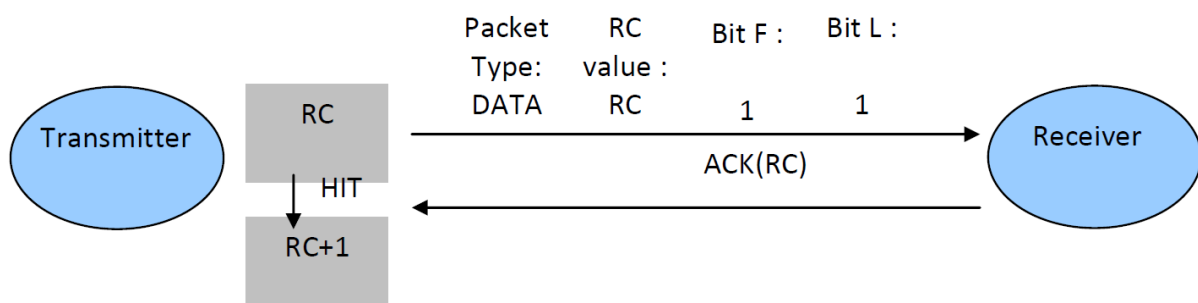 Packet RC Bit F : Bit L :
Type: value :
RC DATA RC 1 1
Transmitter Receiver
ACK(RC)
HIT
RC+1